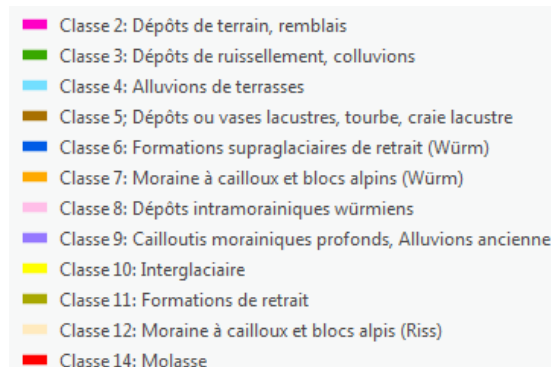 Classe 2: Dépôts de terrain, remblais
Classe 3: Dépôts de ruissellement, colluvions
Classe 4: Alluvions de terrasses
Classe 5; Dépôts ou vases lacustres, tourbe, craie lacustre
Classe 6: Formations supraglaciaires de retrait (Würm)
Classe 7: Moraine à cailloux et blocs alpins (Würm)
Classe 8: Dépôts intramorainiques würmiens
Classe 9: Cailloutis morainiques profonds, Alluvions ancienne
Classe 10: Interglaciaire
Classe 11: Formations de retrait
Classe 12: Moraine à cailloux et blocs alpis (Riss)
Classe 14: Molasse